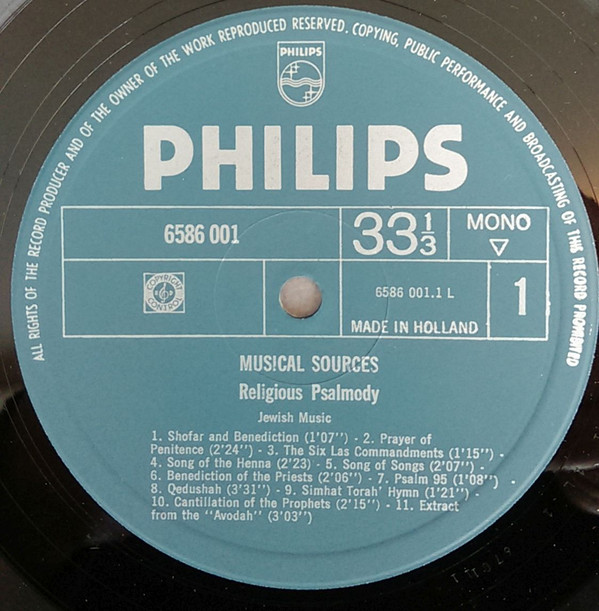 ALL RIGHTS OF THE RECORD PRODUCER AND OF THE OWNER OF THE WORK REPRODUCED RESERVED. COPYING, PUBLIC PERFORMANCE AND BROADCASTING OF THIS RECORD PROHIBITED
PHILIPS
PHILIPS
6586 001
33 1/3
MONO
COPYRIGHT
CONTROL
6586 001.1 L
1
MADE IN HOLLAND
MUSICAL SOURCES
Religious Psalmody
Jewish Music
1. Shofar and Benediction (1'07'') - 2. Prayer of
Penitence (2'24'') - 3. The Six Las Commandments (1'15'') -
4. Song of the Henna (2'23) - 5. Song of Songs (2'07'') -
6. Benediction of the Priests (2'06'') - 7. Psalm 95 (1'08'') -
8. Qedushah (3'31'') - 9. Simhat Torah' Hymn (1'21'') -
10. Cantillation of the Prophets (2'15'') - 11. Extract
from the "Avodah" (3'03'')